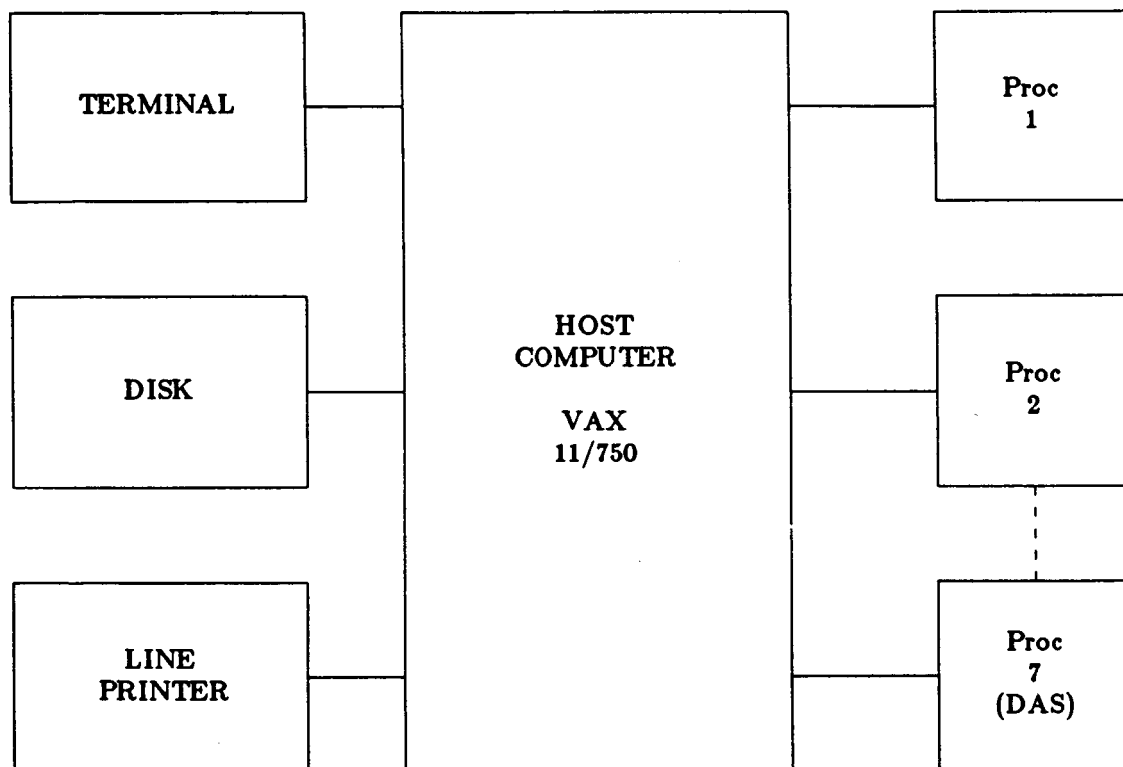 TERMINAL
DISK
LINE
PRINTER
HOST
COMPUTER
VAX
11/750
Proc
1
Proc
2
Proc
7
(DAS)